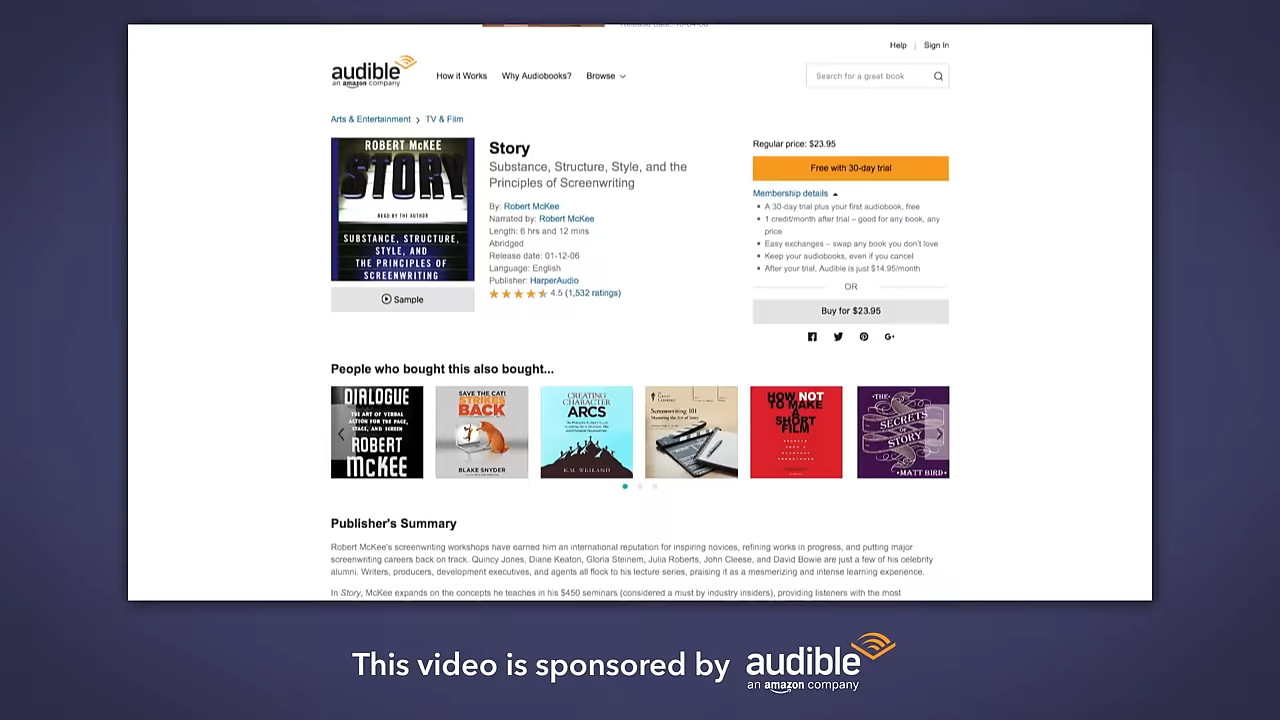 Help | Sign In
audible
an amazon company
How it Works Why Audiobooks? Browse
Search for a great book
Arts & Entertainment > TV & Film
ROBERT McKEE
STORY
READ BY THE AUTHOR
SUBSTANCE, STRUCTURE,
STYLE, AND
THE PRINCIPLES OF
SCREENWRITING
Sample
Story
Substance, Structure, Style, and the
Principles of Screenwriting
By: Robert McKee
Narrated by: Robert McKee
Length: 6 hrs and 12 mins
Abridged
Release date: 01-12-06
Language: English
Publisher: HarperAudio
4.5 (1,532 ratings)
Regular price: $23.95
Free with 30-day trial
Membership details
A 30-day trial plus your first audiobook, free
1 credit/month after trial – good for any book, any
price
Easy exchanges – swap any book you don't love
Keep your audiobooks, even if you cancel
After your trial, Audible is just $14.95/month
OR
Buy for $23.95
G+
People who bought this also bought...
DIALOGUE
THE ART OF VERBAL
ACTION FOR THE PAGE,
STAGE, AND SCREEN
ROBERT
McKEE
SAVE THE CAT!
STRIKES
BACK
BLAKE SNYDER
CREATING
CHARACTER
ARCS
K.M. WEILAND
Screenwriting 101
Mastering the Art of Story
HOW NOT
TO MAKE
A
SHORT
FILM
THE
SECRETS
OF
STORY
MATT BIRD
Publisher's Summary
Robert McKee's screenwriting workshops have earned him an international reputation for inspiring novices, refining works in progress, and putting major
screenwriting careers back on track. Quincy Jones, Diane Keaton, Gloria Steinem, Julia Roberts, John Cleese, and David Bowie are just a few of his celebrity
alumni. Writers, producers, development executives, and agents all flock to his lecture series, praising it as a mesmerizing and intense learning experience.
In Story, McKee expands on the concepts he teaches in his $450 seminars (considered a must by industry insiders), providing listeners with the most
This video is sponsored by audible
an amazon company